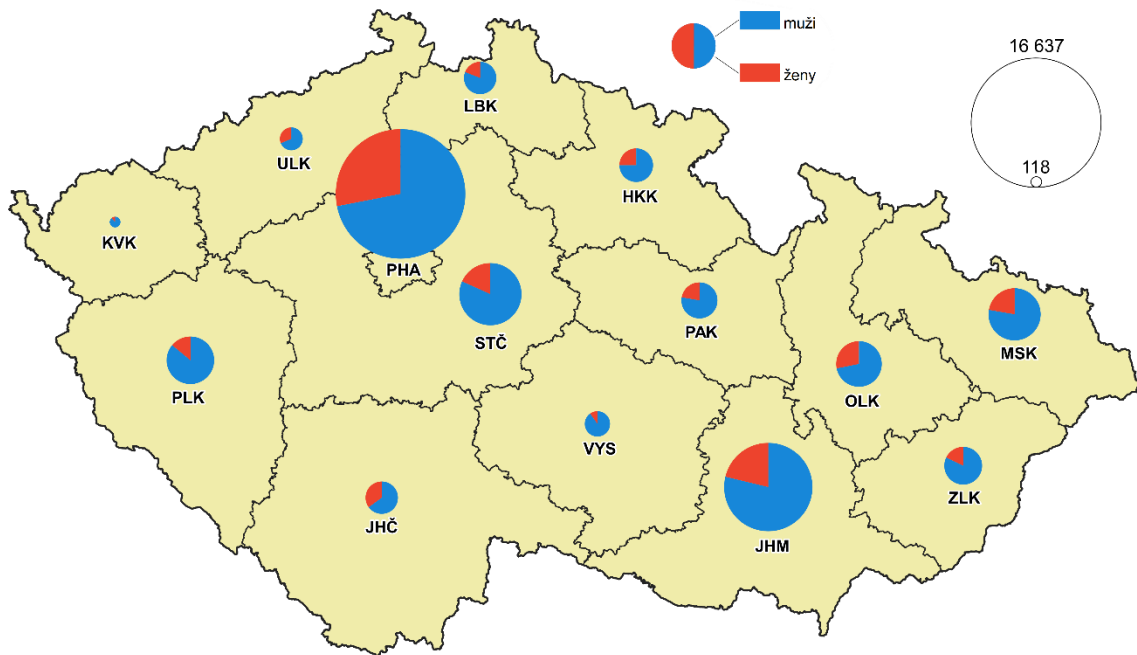 muži
ženy
16 637
118
LBK
ULK
HKK
KVK
PHA
STČ
PAK
MSK
PLK
OLK
VYS
ZLK
JHČ
JHM